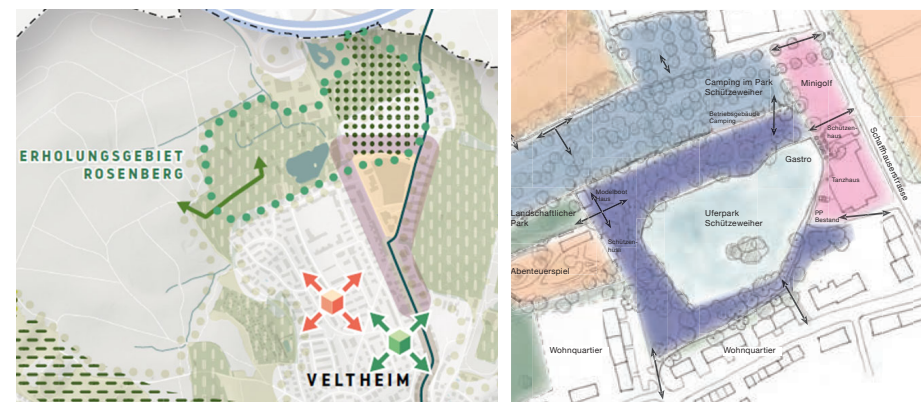 ERHOLUNGSGEBIET
ROSENBERG
VELTHEIM
Camping im Park
Schützeweiher
Minigolf
Betriebsgebäude
Camping
Schützen-
haus
Schaffhauserstrasse
Gastro
Tanzhaus
Modellboot
Haus
Landschaftlicher
Park
Uferpark
Schützeweiher
PP
Bestand
Schützen-
Abenteuerspiel
Wohnquartier
Wohnquartier